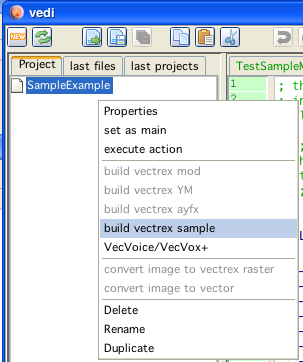 vedi
NEW
Project
last files
last projects
TestSampleM
SampleExample
1
; th
2
; in
Properties
set as main
execute action
build vectrex mod
build vectrex YM
build vectrex ayfx
build vectrex sample
VecVoice/VecVox+
convert image to vectrex raster
convert image to vector
Delete
Rename
Duplicate